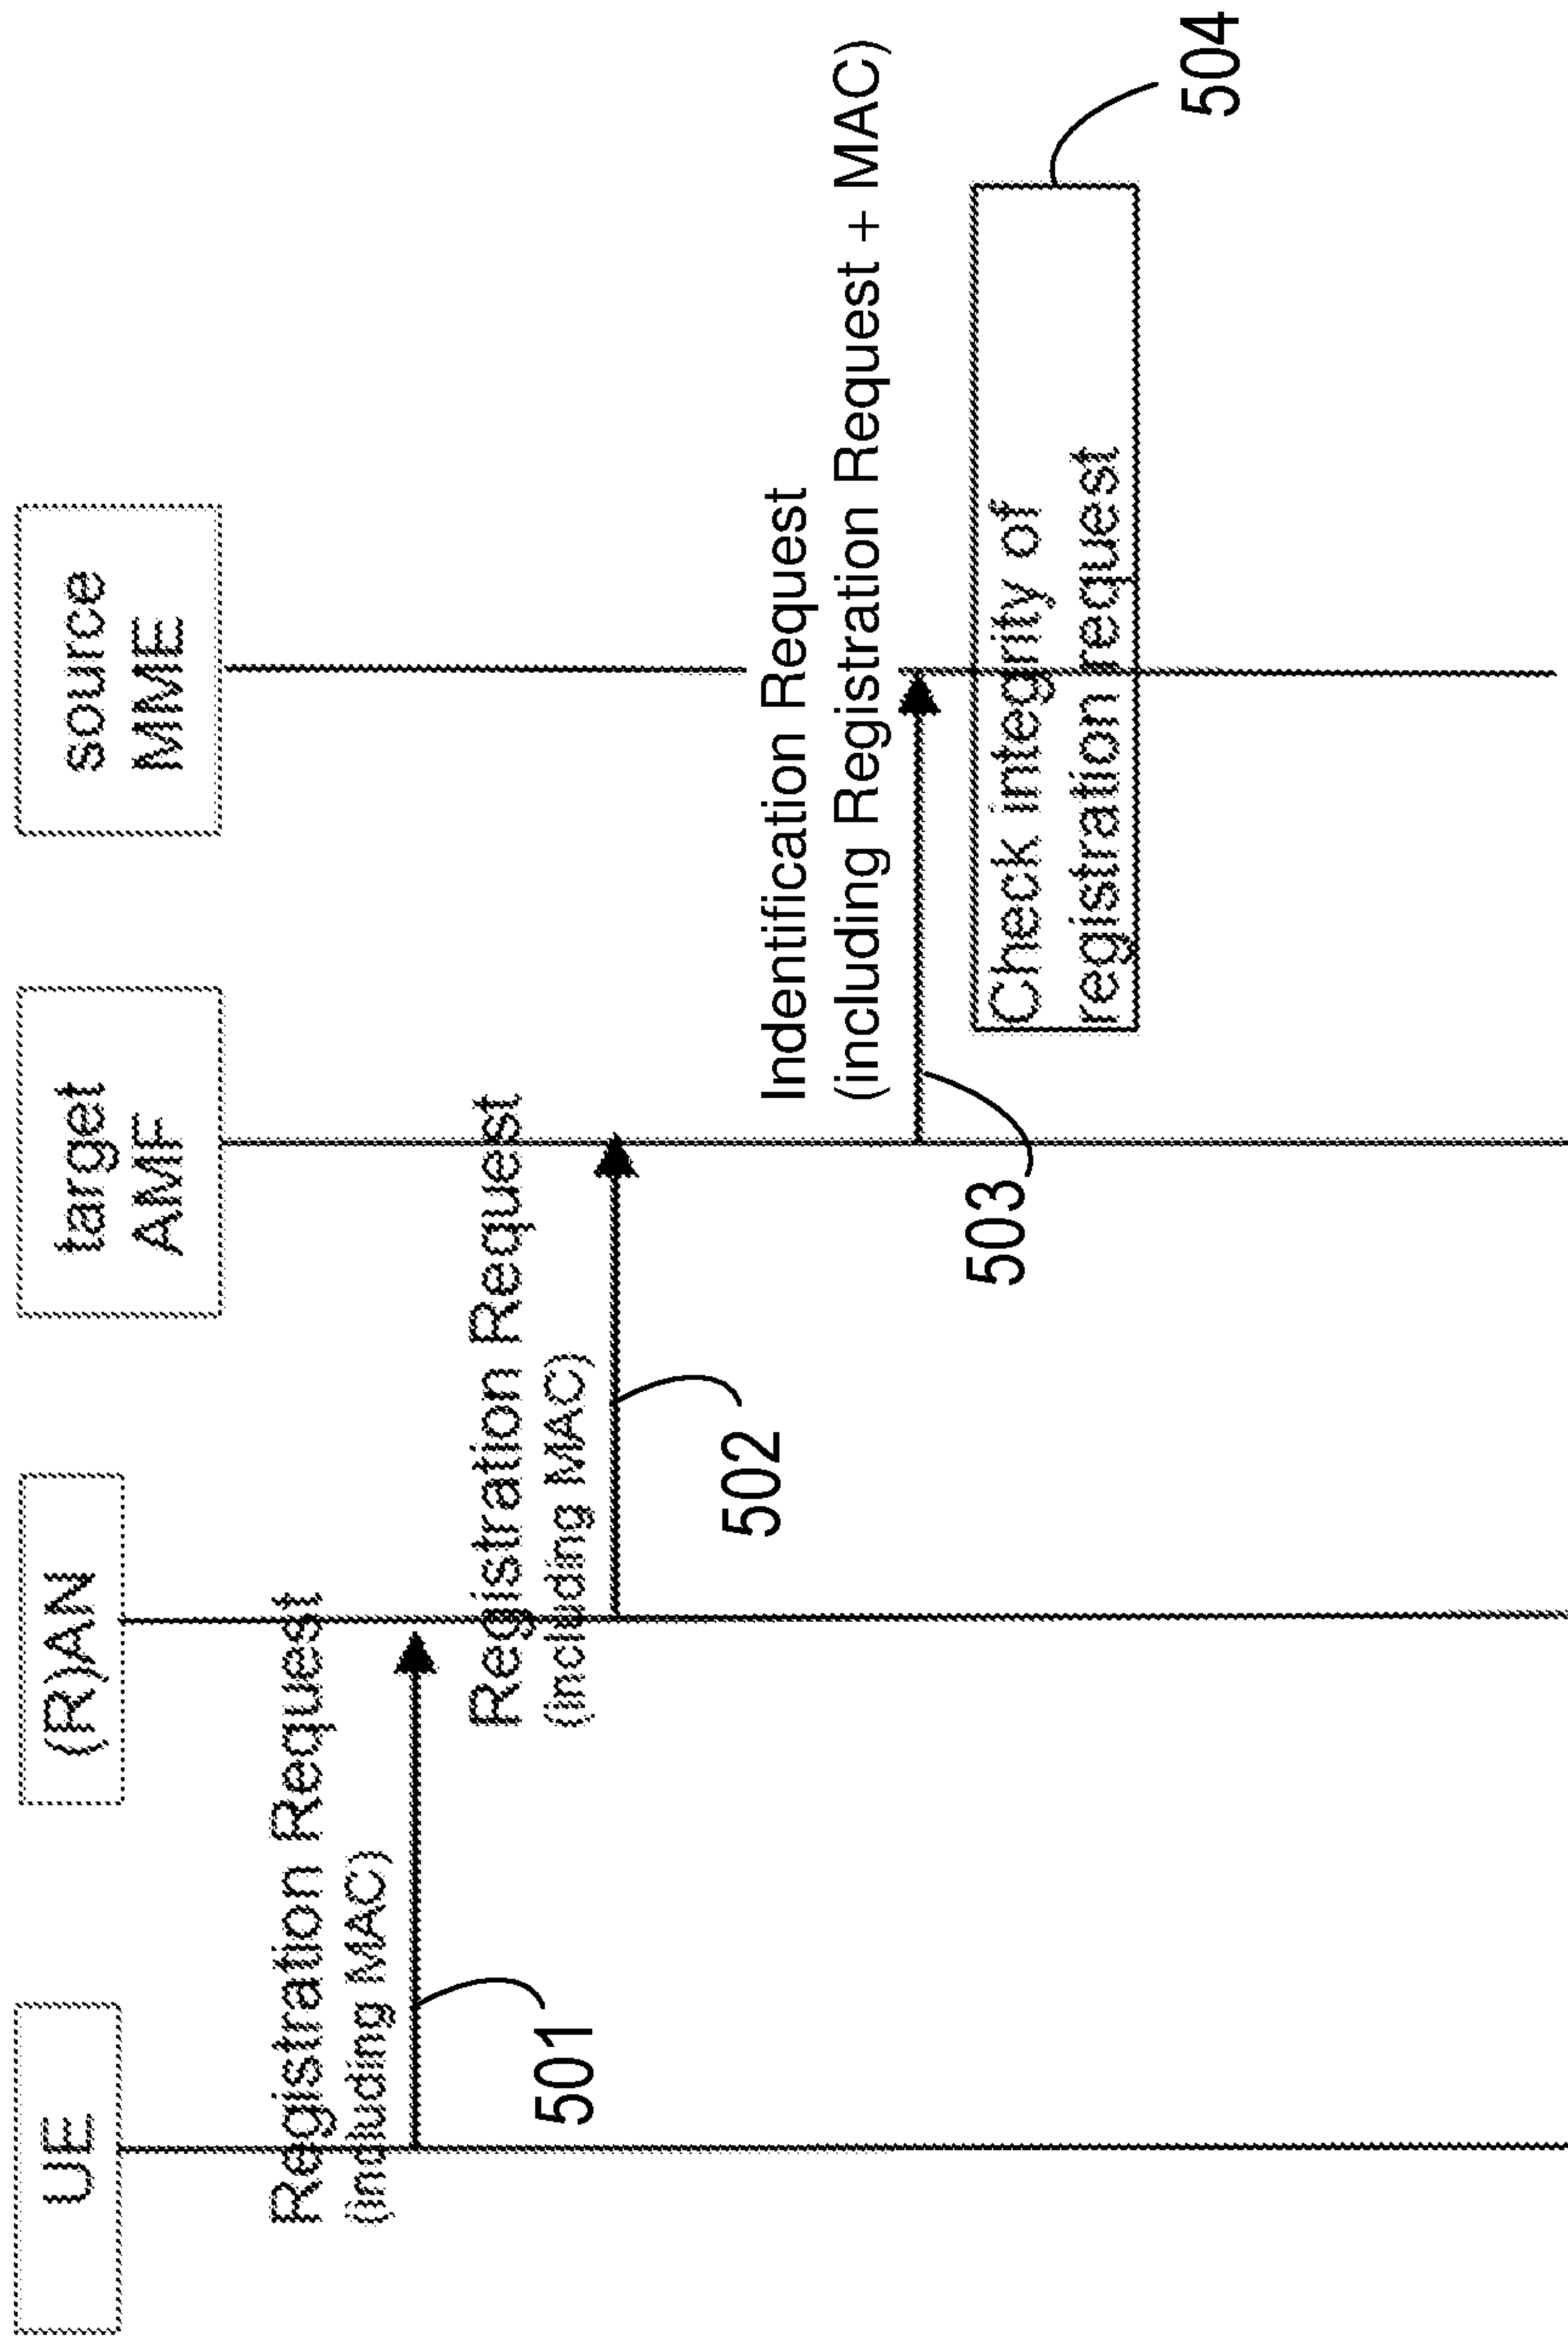 UE
(R)AN
target
AMF
source
MME
Registration Request
(including MAC)
501
Registration Request
(including MAC)
502
Indentification Request
(including Registration Request + MAC)
503
Check integrity of
registration request
504